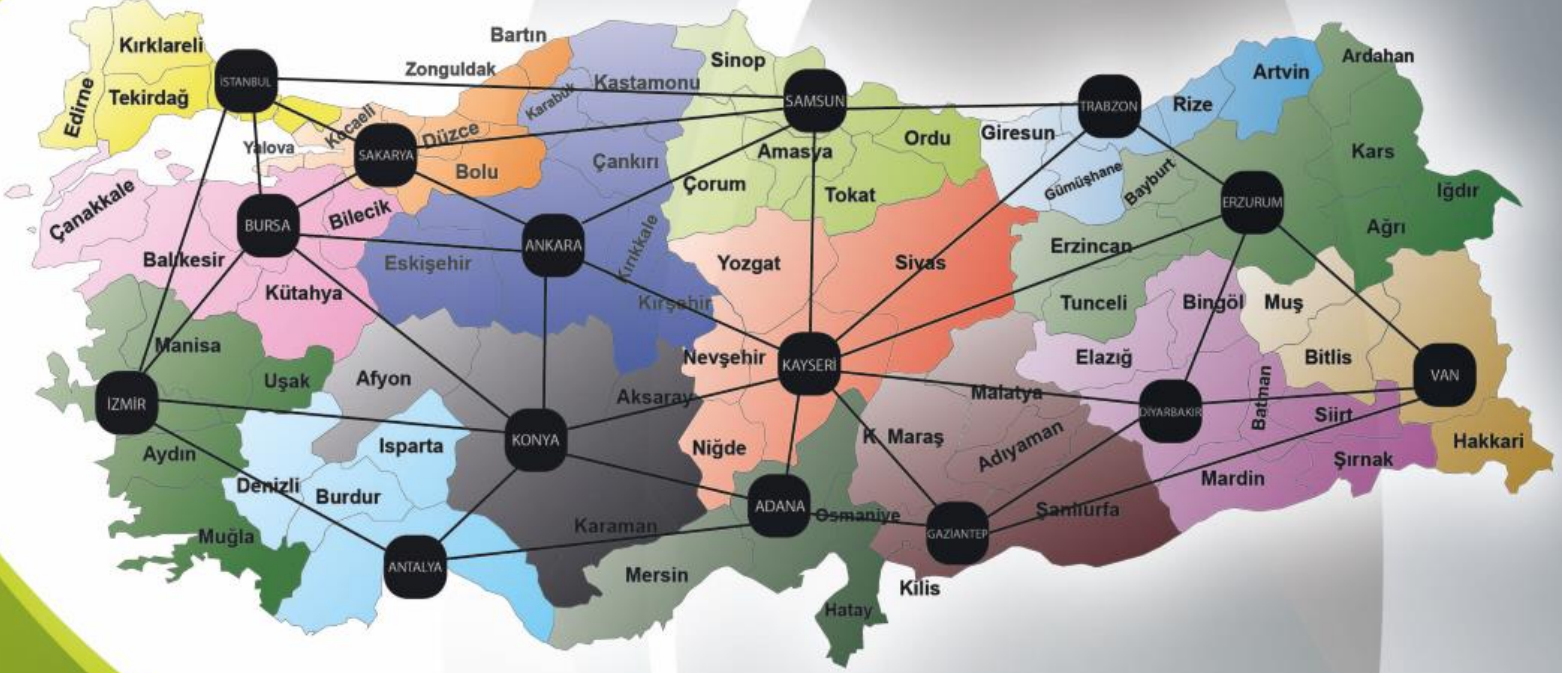 Kırklareli
Edirne
Tekirdağ
İSTANBUL
Yalova
Kocaeli
SAKARYA
Düzce
Bolu
Zonguldak
Bartın
Karabük
Kastamonu
Çankırı
Sinop
SAMSUN
Amasya
Çorum
Tokat
Ordu
Giresun
TRABZON
Gümüşhane
Bayburt
Rize
Artvin
Ardahan
Kars
Iğdır
Ağrı
ERZURUM
Erzincan
Tunceli
Bingöl
Muş
Bitlis
VAN
Hakkari
Çanakkale
Balıkesir
BURSA
Bilecik
Kütahya
Eskişehir
ANKARA
Kırıkkale
Kırşehir
Yozgat
Sivas
KAYSERİ
Nevşehir
Niğde
Aksaray
Manisa
Uşak
Afyon
İZMİR
Aydın
Denizli
Muğla
Burdur
Isparta
ANTALYA
KONYA
Karaman
Mersin
ADANA
Osmaniye
Hatay
K. Maraş
Malatya
Adıyaman
GAZİANTEP
Kilis
Şanlıurfa
Elazığ
DİYARBAKIR
Batman
Siirt
Mardin
Şırnak